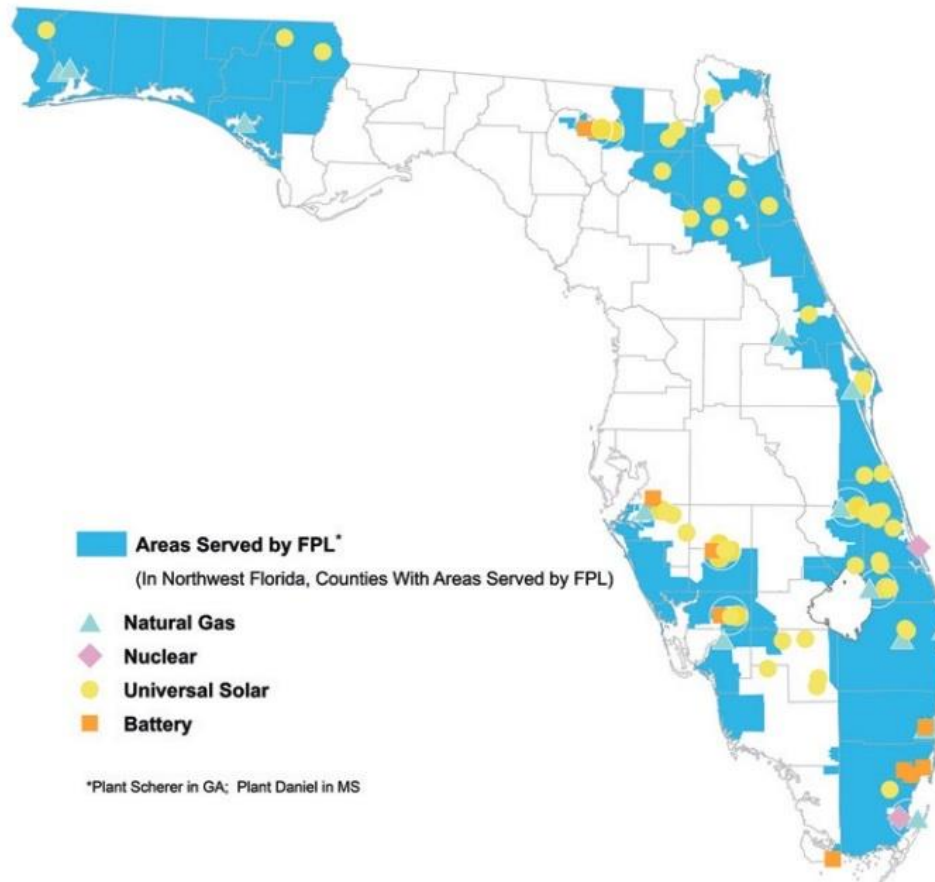 Areas Served by FPL*
(In Northwest Florida, Counties With Areas Served by FPL)
Natural Gas
Nuclear
Universal Solar
Battery
*Plant Scherer in GA; Plant Daniel in MS